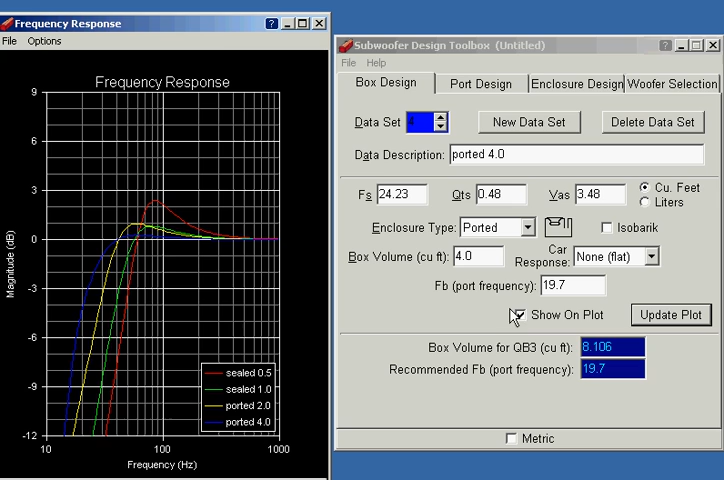 Frequency Response
File Options
Frequency Response
9
6
3
0
-3
-6
-9
-12
Magnitude (dB)
10 100 1000
Frequency (Hz)
sealed 0.5
sealed 1.0
ported 2.0
ported 4.0
Subwoofer Design Toolbox (Untitled)
File Help
Box Design Port Design Enclosure Design Woofer Selection
Data Set 4 New Data Set Delete Data Set
Data Description: ported 4.0
Fs 24.23 Qts 0.48 Vas 3.48 Cu. Feet
Liters
Enclosure Type: Ported Isobarik
Box Volume (cu ft): 4.0 Car Response: None (flat)
Fb (port frequency): 19.7
Show On Plot Update Plot
Box Volume for QB3 (cu ft): 8.106
Recommended Fb (port frequency): 19.7
Metric